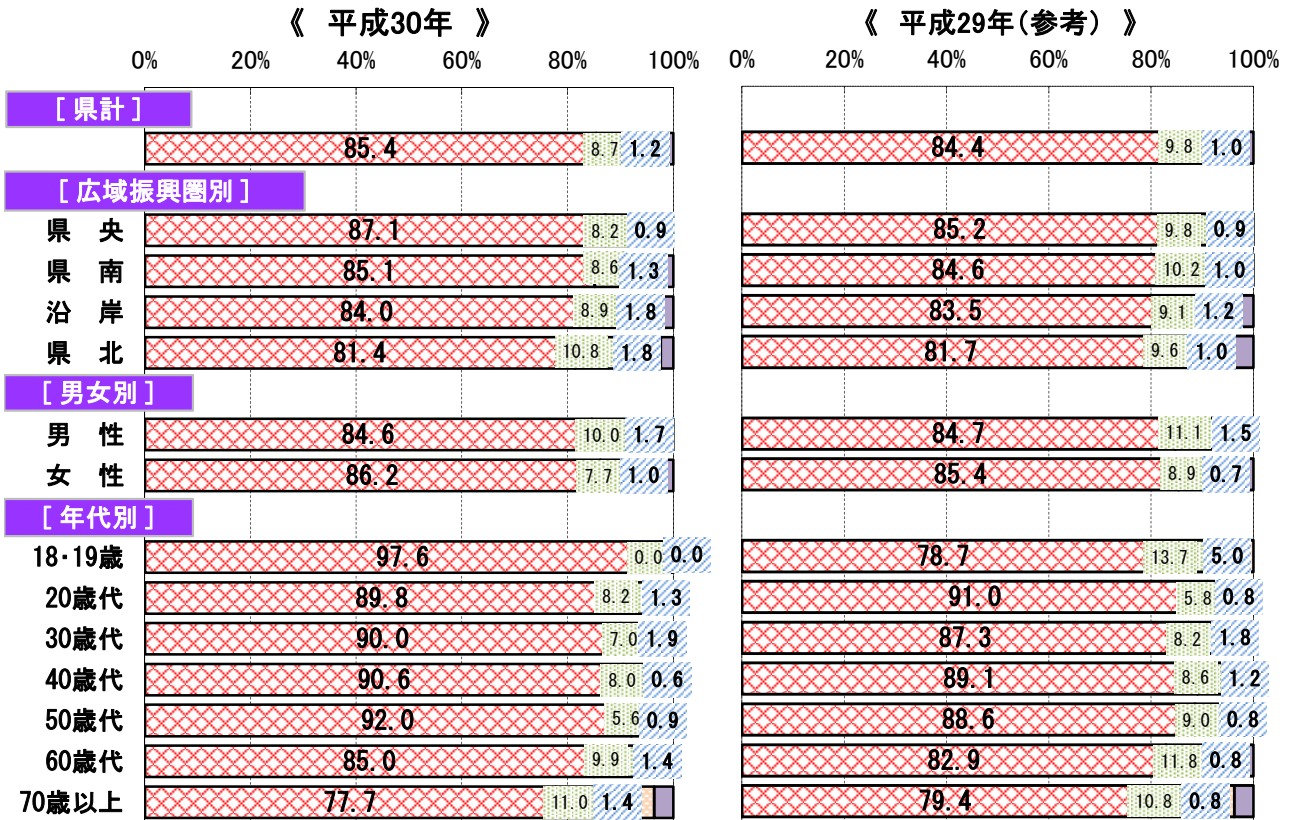 《 平成30年 》 《 平成29年(参考) 》
0% 20% 40% 60% 80% 100% 0% 20% 40% 60% 80% 100%
[ 県計 ]
85.4 8.7 1.2 84.4 9.8 1.0
[ 広域振興圏別 ]
県 央 87.1 8.2 0.9 85.2 9.8 0.9
県 南 85.1 8.6 1.3 84.6 10.2 1.0
沿 岸 84.0 8.9 1.8 83.5 9.1 1.2
県 北 81.4 10.8 1.8 81.7 9.6 1.0
[ 男女別 ]
男 性 84.6 10.0 1.7 84.7 11.1 1.5
女 性 86.2 7.7 1.0 85.4 8.9 0.7
[ 年代別 ]
18・19歳 97.6 0.0 0.0 78.7 13.7 5.0
20歳代 89.8 8.2 1.3 91.0 5.8 0.8
30歳代 90.0 7.0 1.9 87.3 8.2 1.8
40歳代 90.6 8.0 0.6 89.1 8.6 1.2
50歳代 92.0 5.6 0.9 88.6 9.0 0.8
60歳代 85.0 9.9 1.4 82.9 11.8 0.8
70歳以上 77.7 11.0 1.4 79.4 10.8 0.8